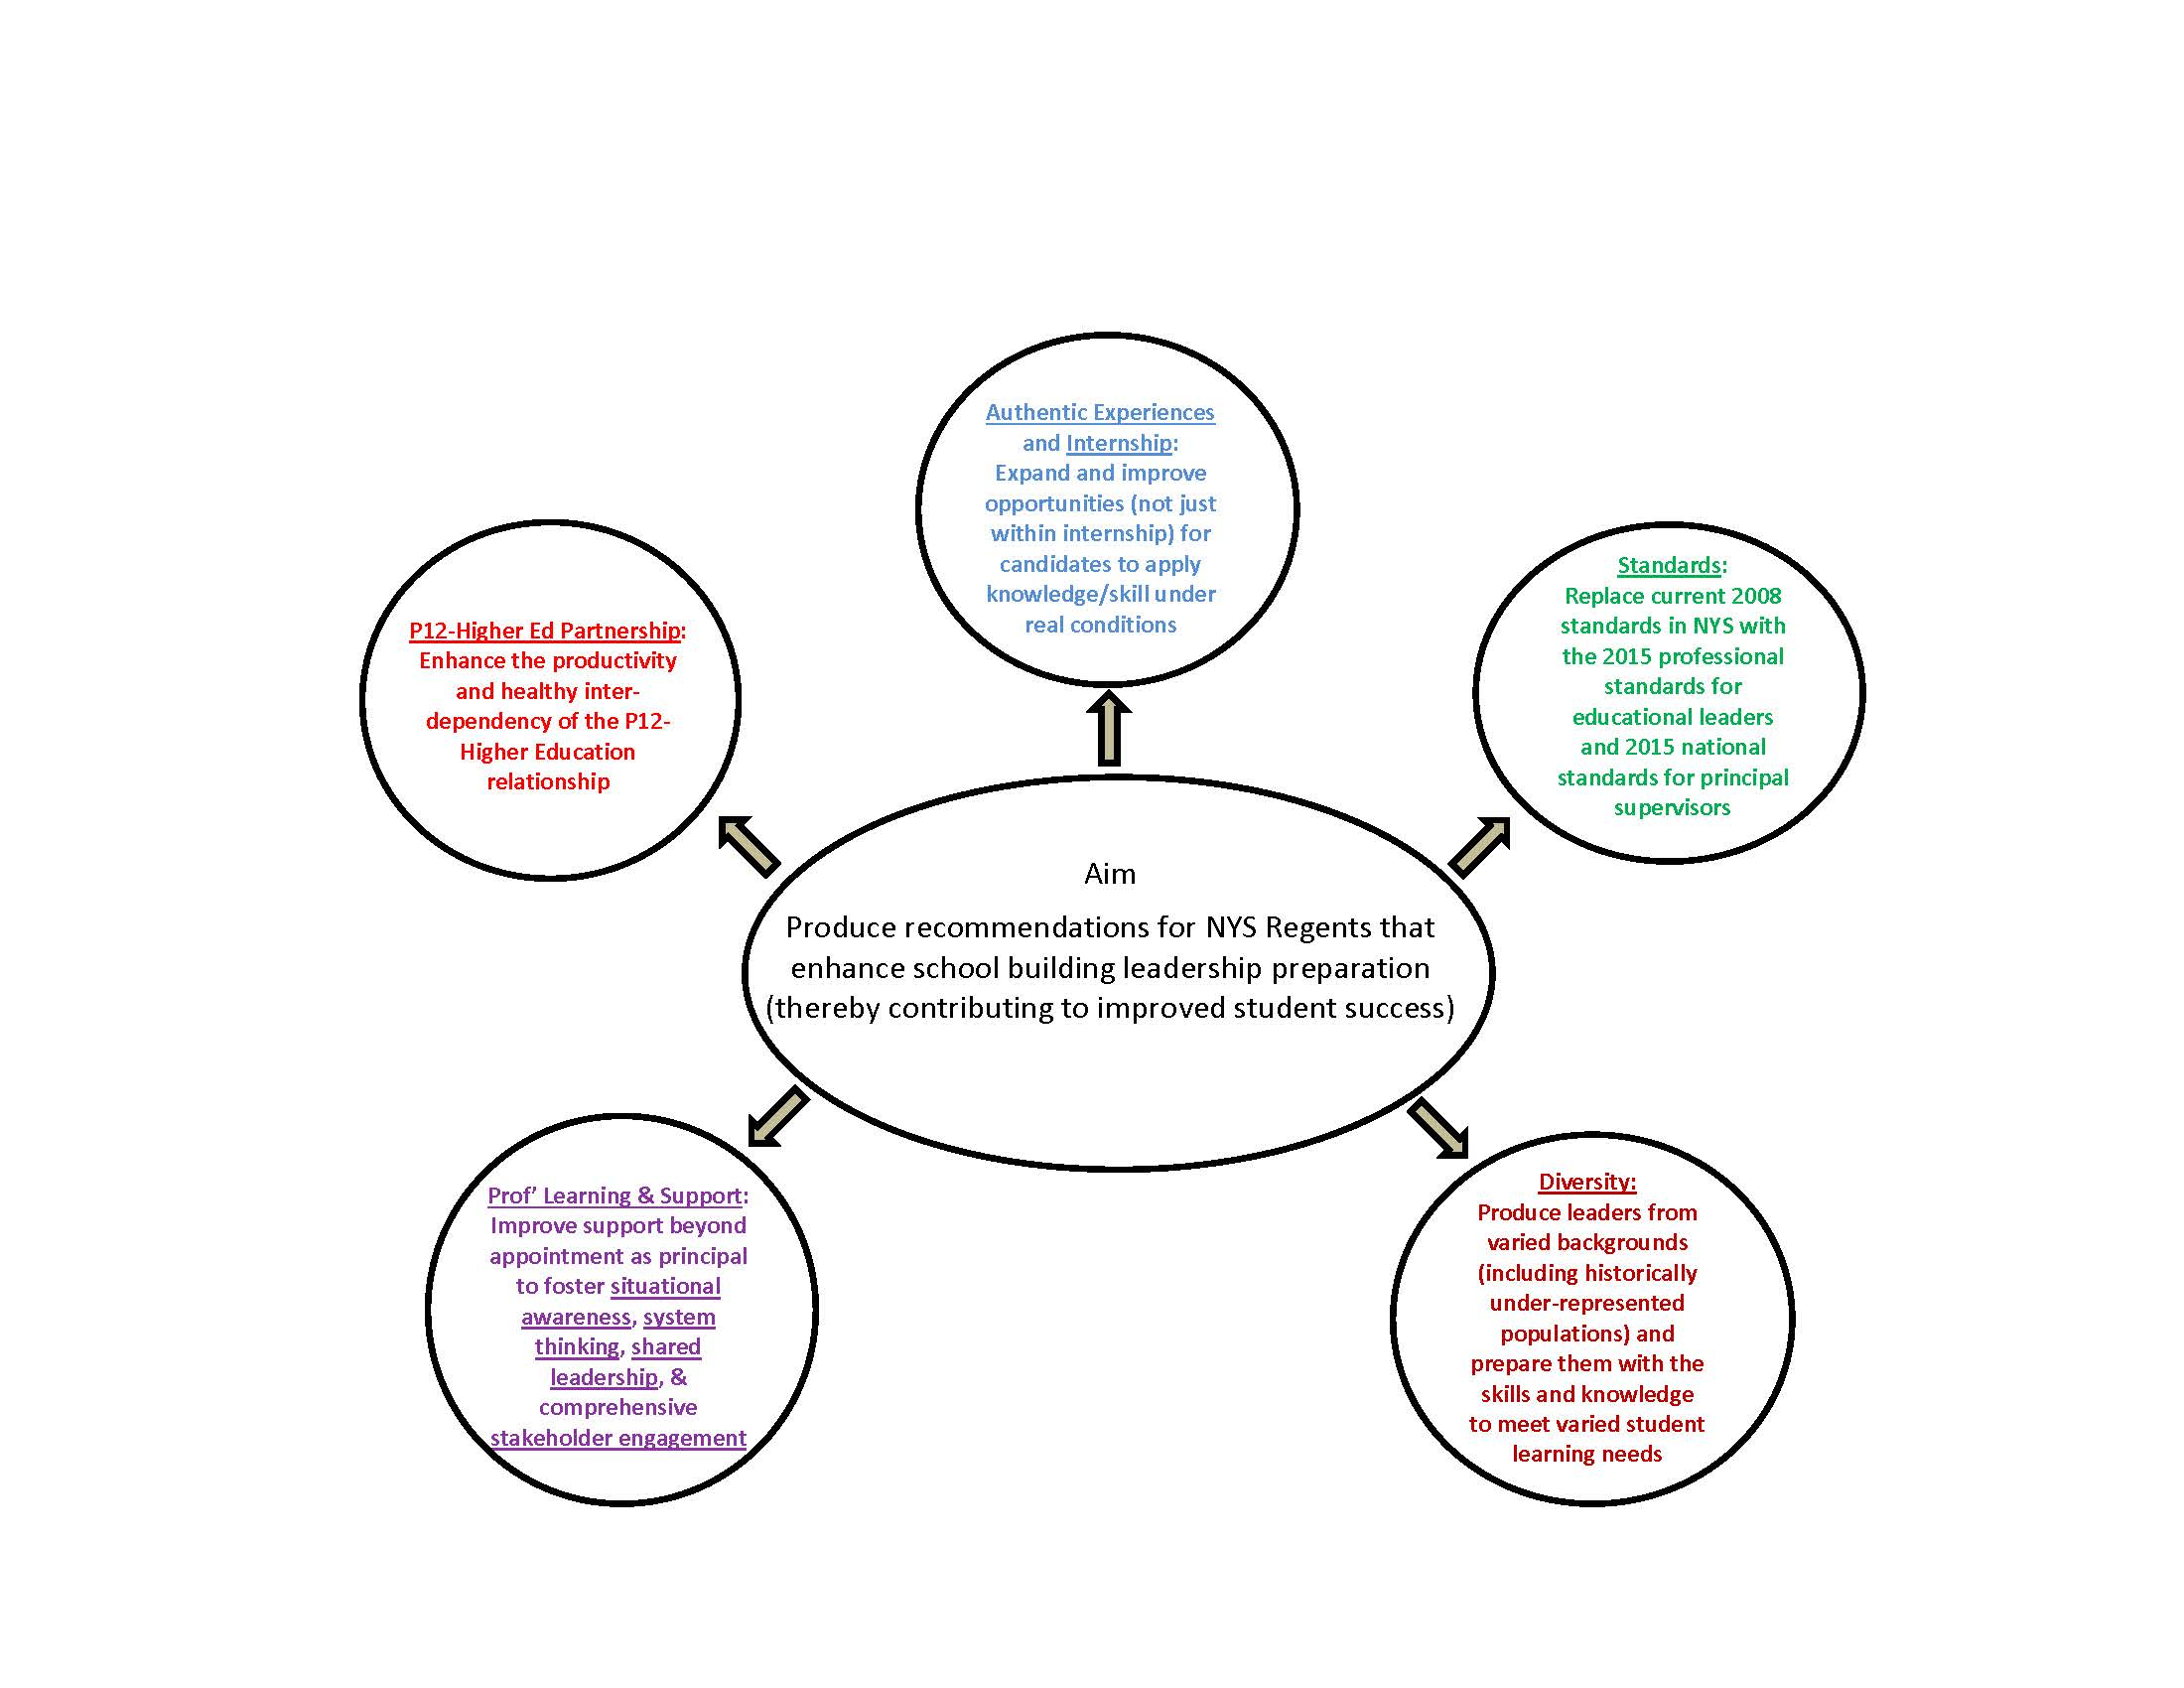 Authentic Experiences
and Internship:
Expand and improve
opportunities (not just
within internship) for
candidates to apply
knowledge/skill under
real conditions
P12-Higher Ed Partnership:
Enhance the productivity
and healthy inter-
dependency of the P12-
Higher Education
relationship
Standards:
Replace current 2008
standards in NYS with
the 2015 professional
standards for
educational leaders
and 2015 national
standards for principal
supervisors
Aim
Produce recommendations for NYS Regents that
enhance school building leadership preparation
(thereby contributing to improved student success)
Prof’ Learning & Support:
Improve support beyond
appointment as principal
to foster situational
awareness, system
thinking, shared
leadership, &
comprehensive
stakeholder engagement
Diversity:
Produce leaders from
varied backgrounds
(including historically
under-represented
populations) and
prepare them with the
skills and knowledge
to meet varied student
learning needs